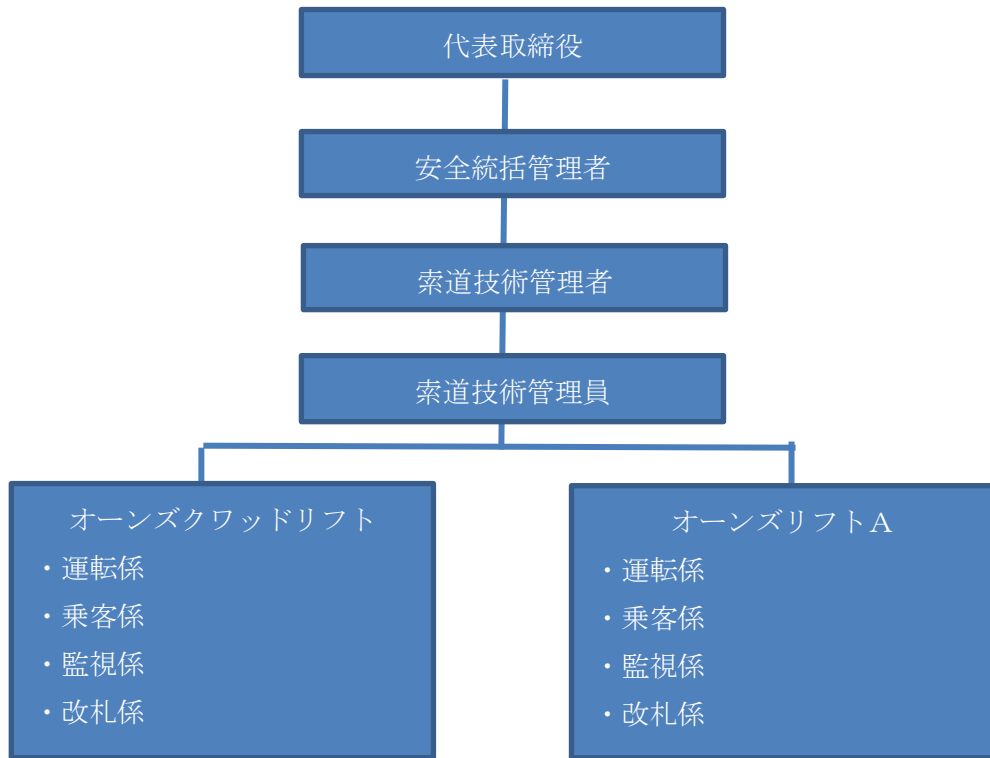 代表取締役
安全統括管理者
索道技術管理者
索道技術管理員
オーンズクワッドリフト
・運転係
・乗客係
・監視係
・改札係
オーンズリフトA
・運転係
・乗客係
・監視係
・改札係